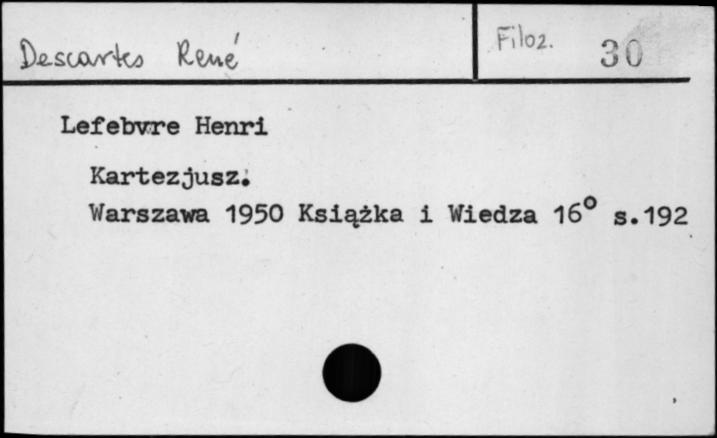 Descartes René
Filoz. 30
Lefebvre Henri
Kartezjusz.
Warszawa 1950 Książka i Wiedza 16° s.192